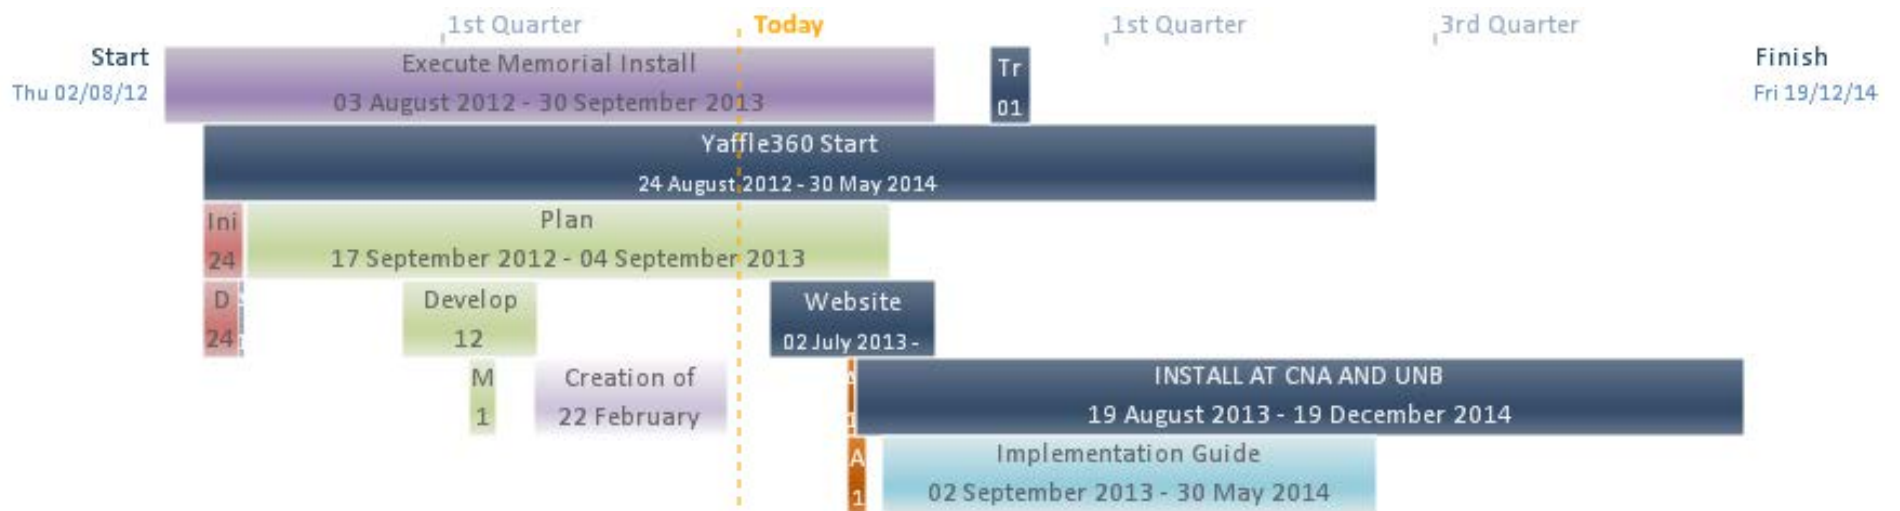 1st Quarter
Today
1st Quarter
3rd Quarter
Start
Thu 02/08/12
Execute Memorial Install
03 August 2012 - 30 September 2013
Tr
01
Finish
Fri 19/12/14
Yaffle360 Start
24 August 2012 - 30 May 2014
Ini
24
Plan
17 September 2012 - 04 September 2013
D
24
Develop
12
Website
02 July 2013 -
M
1
Creation of
22 February
INSTALL AT CNA AND UNB
19 August 2013 - 19 December 2014
A
1
Implementation Guide
02 September 2013 - 30 May 2014